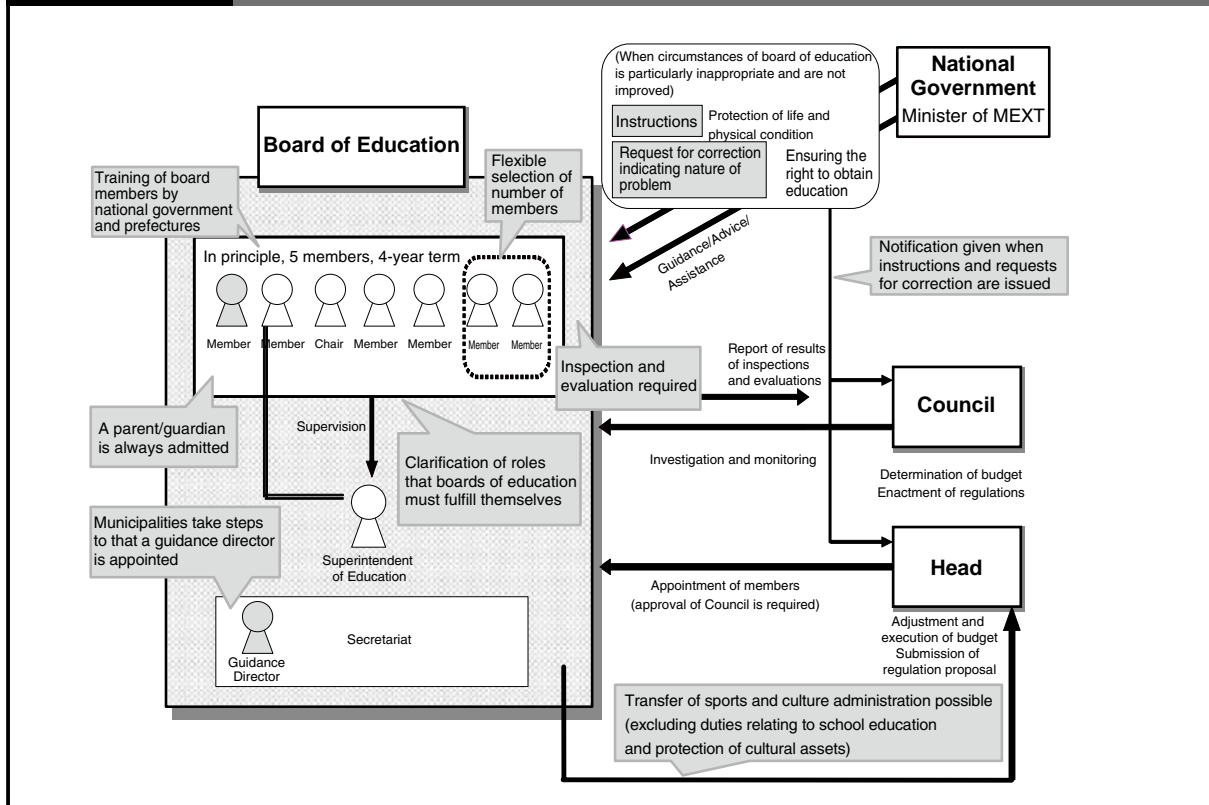 (When circumstances of board of education
is particularly inappropriate and are not
improved)
Instructions
Protection of life and
physical condition
Request for correction
indicating nature of
problem
Ensuring the
right to obtain
education
National
Government
Minister of MEXT
Board of Education
Training of board
members by
national government
and prefectures
Flexible
selection of
number of
members
In principle, 5 members, 4-year term
Member
Member
Chair
Member
Member
Member
Member
Guidance/Advice/
Assistance
Notification given when
instructions and requests
for correction are issued
Inspection and
evaluation required
Report of results
of inspections
and evaluations
Council
A parent/guardian
is always admitted
Supervision
Clarification of roles
that boards of education
must fulfill themselves
Investigation and monitoring
Determination of budget
Enactment of regulations
Municipalities take steps
to that a guidance director
is appointed
Superintendent
of Education
Head
Appointment of members
(approval of Council is required)
Adjustment and
execution of budget
Submission of
regulation proposal
Secretariat
Guidance
Director
Transfer of sports and culture administration possible
(excluding duties relating to school education
and protection of cultural assets)